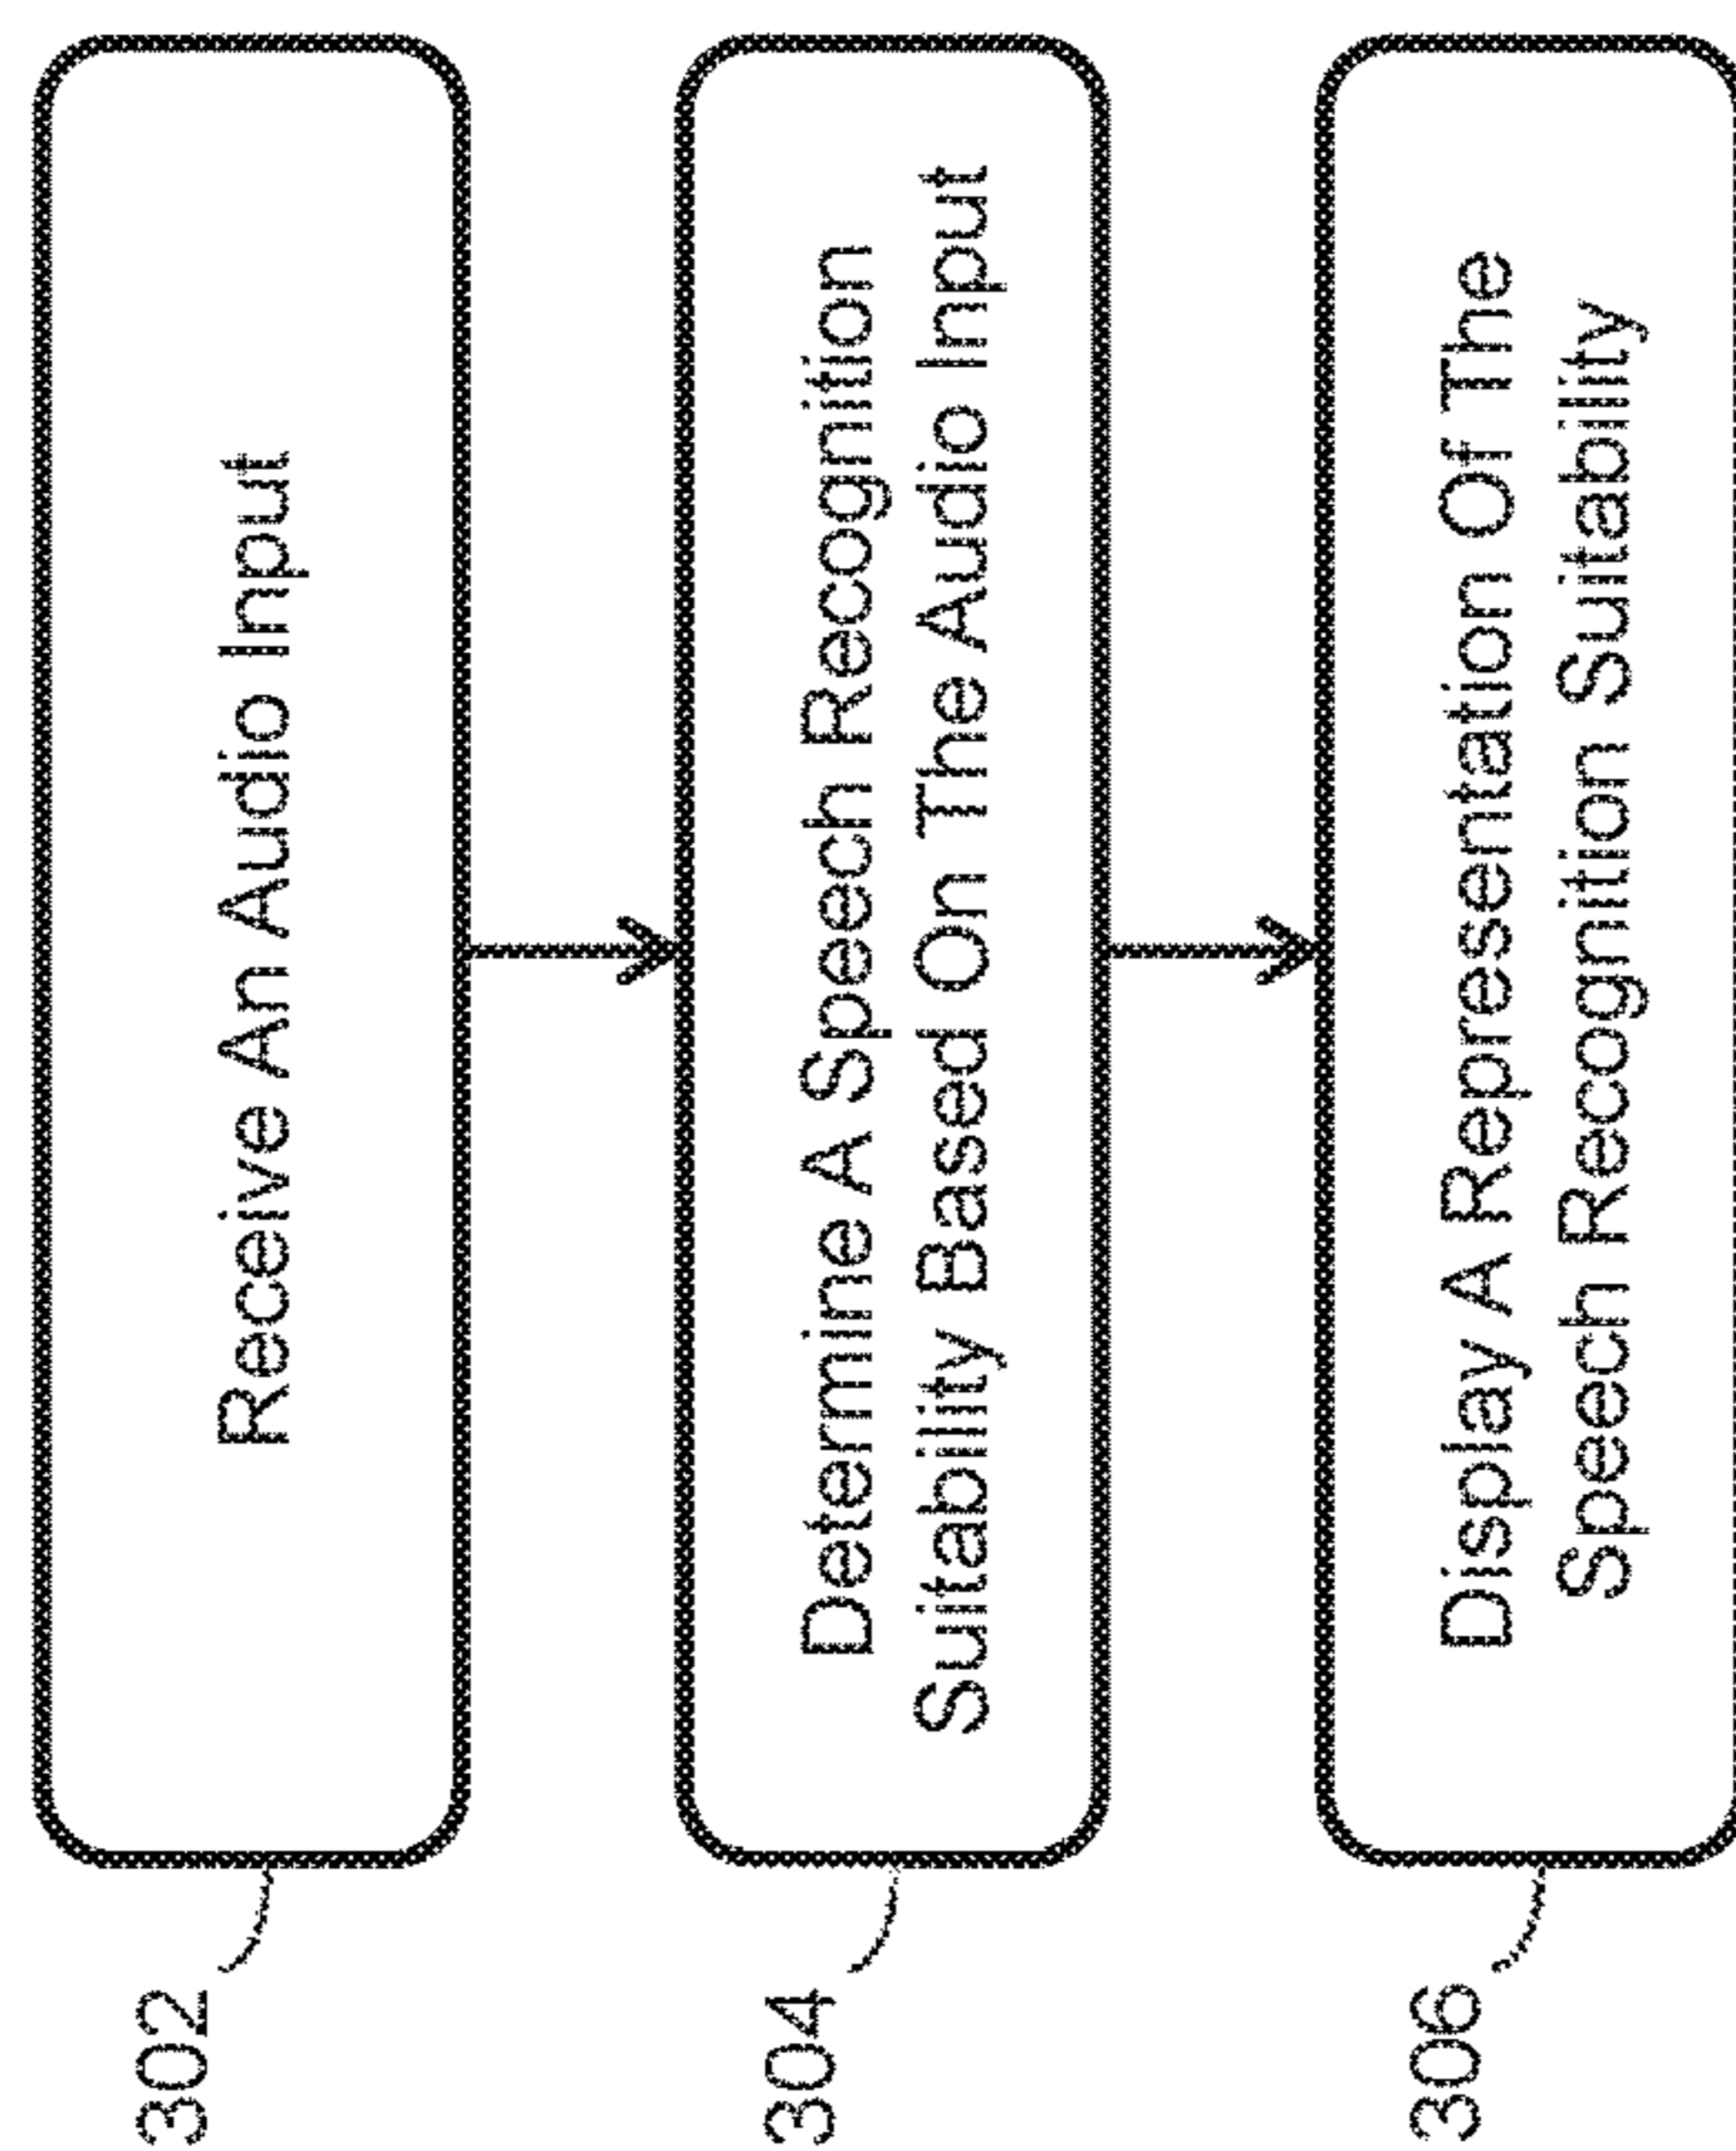 302
Receive An Audio Input
304
Determine A Speech Recognition
Suitability Based On The Audio Input
306
Display A Representation Of The
Speech Recognition Suitability